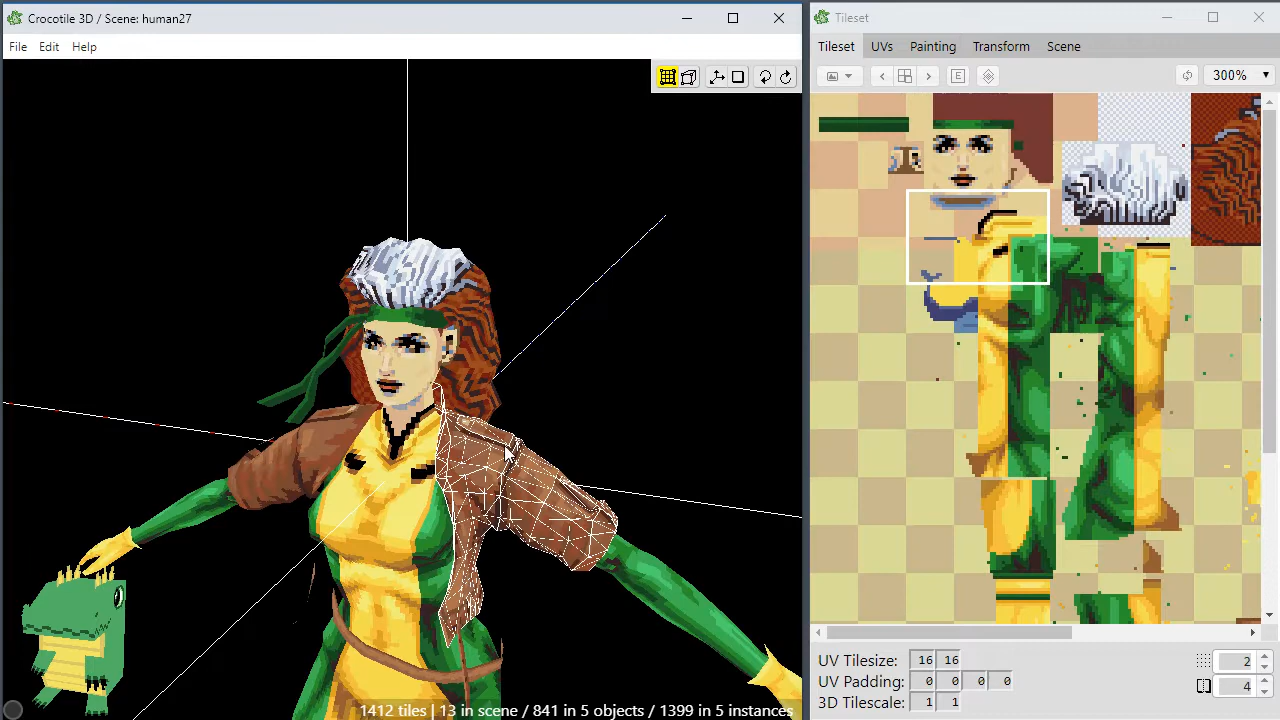 Crocotile 3D / Scene: human27
File Edit Help
1412 tiles | 13 in scene / 841 in 5 objects / 1399 in 5 instances
Tileset
Tileset UVs Painting Transform Scene
E 300%
UV Tilesize: 16 16
UV Padding: 0 0 0 0
3D Tilescale: 1 1
2
4